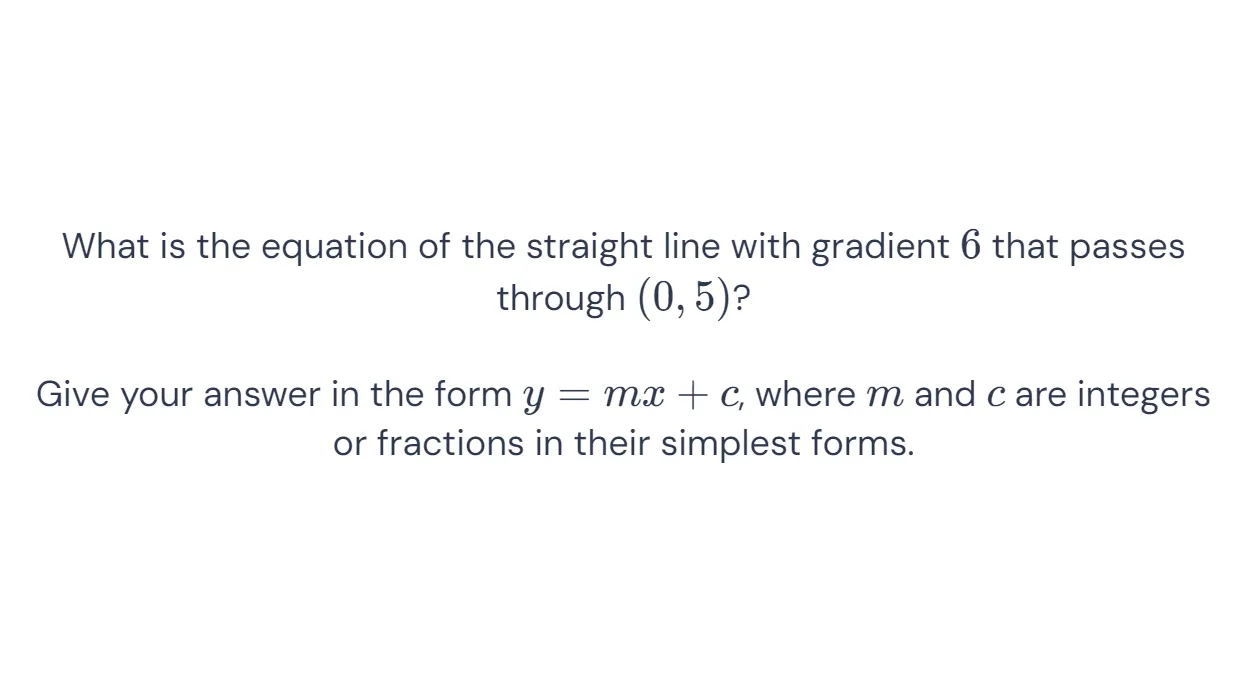 What is the equation of the straight line with gradient 6 that passes
through (0, 5)?
Give your answer in the form y = mx + c, where m and c are integers
or fractions in their simplest forms.